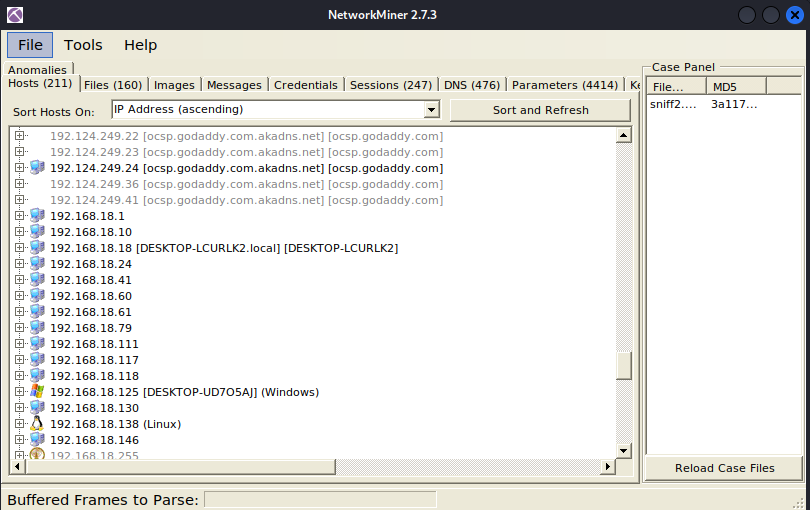 NetworkMiner 2.7.3
File Tools Help
Anomalies
Hosts (211) Files (160) Images Messages Credentials Sessions (247) DNS (476) Parameters (4414) Ke
Sort Hosts On: IP Address (ascending) Sort and Refresh
192.124.249.22 [ocsp.godaddy.com.akadns.net] [ocsp.godaddy.com]
192.124.249.23 [ocsp.godaddy.com.akadns.net] [ocsp.godaddy.com]
192.124.249.24 [ocsp.godaddy.com.akadns.net] [ocsp.godaddy.com]
192.124.249.36 [ocsp.godaddy.com.akadns.net] [ocsp.godaddy.com]
192.124.249.41 [ocsp.godaddy.com.akadns.net] [ocsp.godaddy.com]
192.168.18.1
192.168.18.10
192.168.18.18 [DESKTOP-LCURLK2.local] [DESKTOP-LCURLK2]
192.168.18.24
192.168.18.41
192.168.18.60
192.168.18.61
192.168.18.79
192.168.18.111
192.168.18.117
192.168.18.118
192.168.18.125 [DESKTOP-UD7O5AJ] (Windows)
192.168.18.130
192.168.18.138 (Linux)
192.168.18.146
192.168.18.255
Case Panel
File... MD5
sniff2.... 3a117...
Reload Case Files
Buffered Frames to Parse: